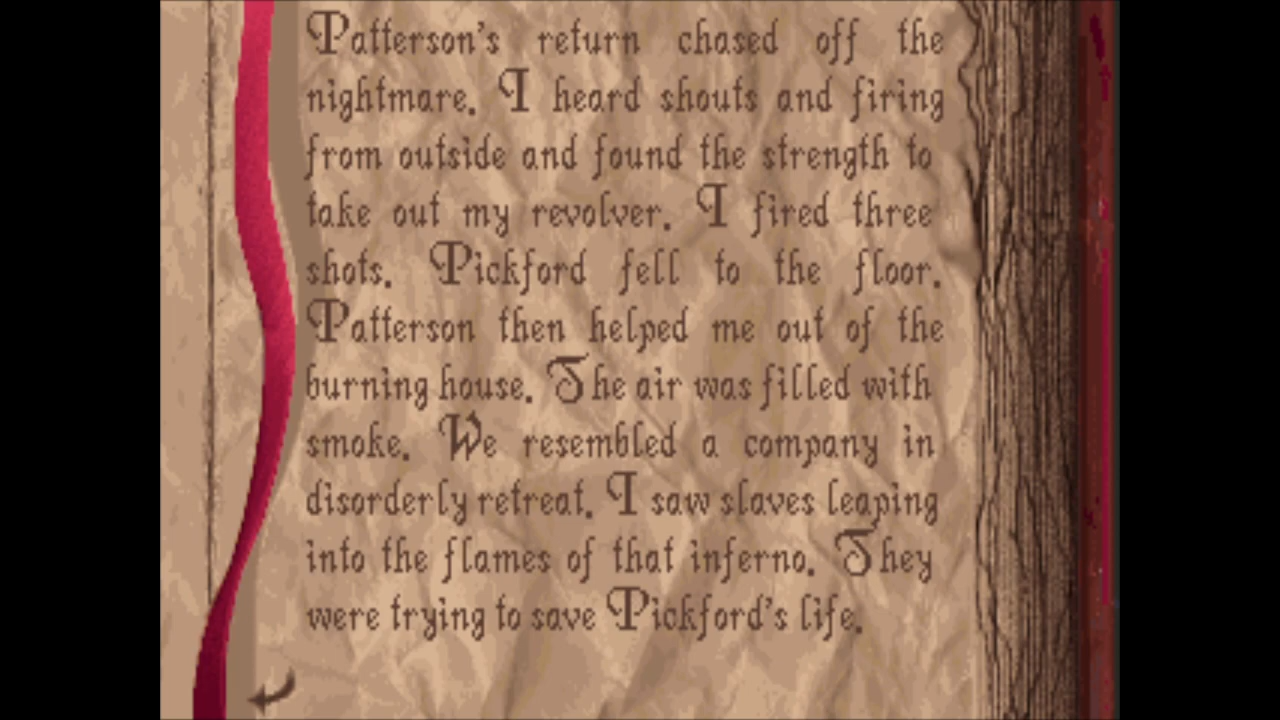 Patterson's return chased off the
nightmare. I heard shouts and firing
from outside and found the strength to
take out my revolver. I fired three
shots. Pickford fell to the floor.
Patterson then helped me out of the
burning house. The air was filled with
smoke. We resembled a company in
disorderly retreat. I saw slaves leaping
into the flames of that inferno. They
were trying to save Pickford's life.